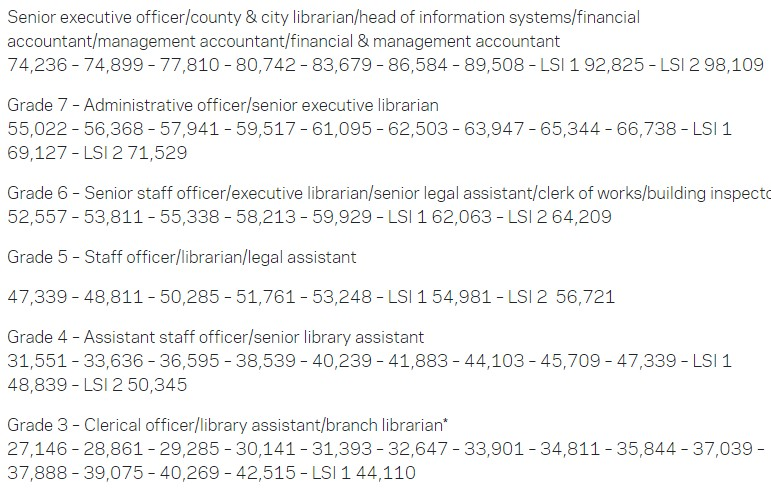 Senior executive officer/county & city librarian/head of information systems/financial
accountant/management accountant/financial & management accountant
74,236 – 74,899 – 77,810 – 80,742 – 83,679 – 86,584 – 89,508 – LSI 1 92,825 – LSI 2 98,109
Grade 7 – Administrative officer/senior executive librarian
55,022 – 56,368 – 57,941 – 59,517 – 61,095 – 62,503 – 63,947 – 65,344 – 66,738 – LSI 1
69,127 – LSI 2 71,529
Grade 6 – Senior staff officer/executive librarian/senior legal assistant/clerk of works/building inspecto
52,557 – 53,811 – 55,338 – 58,213 – 59,929 – LSI 1 62,063 – LSI 2 64,209
Grade 5 – Staff officer/librarian/legal assistant
47,339 – 48,811 – 50,285 – 51,761 – 53,248 – LSI 1 54,981 – LSI 2 56,721
Grade 4 – Assistant staff officer/senior library assistant
31,551 – 33,636 – 36,595 – 38,539 – 40,239 – 41,883 – 44,103 – 45,709 – 47,339 – LSI 1
48,839 – LSI 2 50,345
Grade 3 – Clerical officer/library assistant/branch librarian*
27,146 – 28,861 – 29,285 – 30,141 – 31,393 – 32,647 – 33,901 – 34,811 – 35,844 – 37,039 –
37,888 – 39,075 – 40,269 – 42,515 – LSI 1 44,110